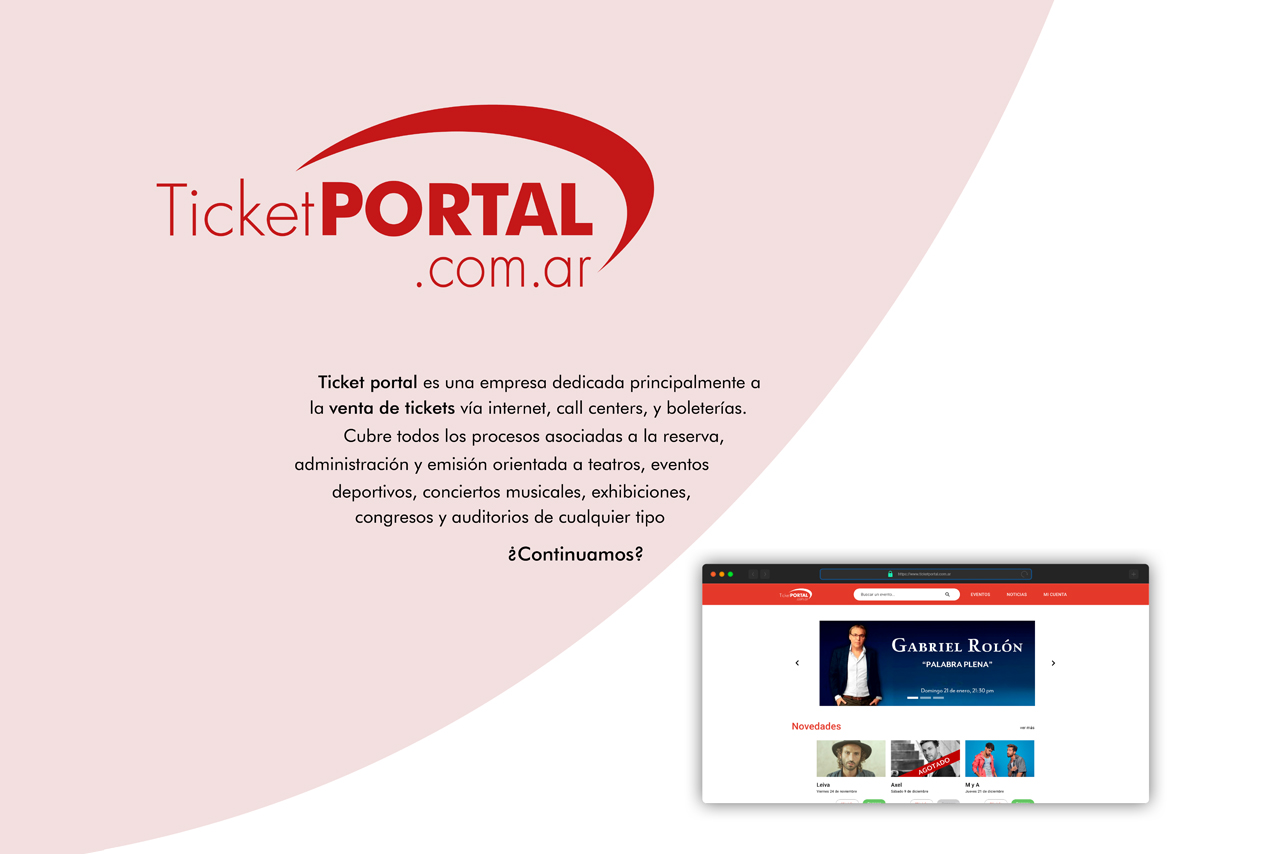 TicketPORTAL
.com.ar
Ticket portal es una empresa dedicada principalmente a
la venta de tickets vía internet, call centers, y boleterías.
Cubre todos los procesos asociadas a la reserva,
administración y emisión orientada a teatros, eventos
deportivos, conciertos musicales, exhibiciones,
congresos y auditorios de cualquier tipo
¿Continuamos?
https://www.ticketportal.com.ar
TicketPORTAL
.com.ar
Buscar un evento...
EVENTOS
NOTICIAS
MI CUENTA
GABRIEL ROLÓN
"PALABRA PLENA"
Domingo 21 de enero, 21:30 pm
Novedades
ver más
AGOTADO
Leiva
Viernes 24 de noviembre
Axel
Sábado 9 de diciembre
M y A
Jueves 21 de diciembre